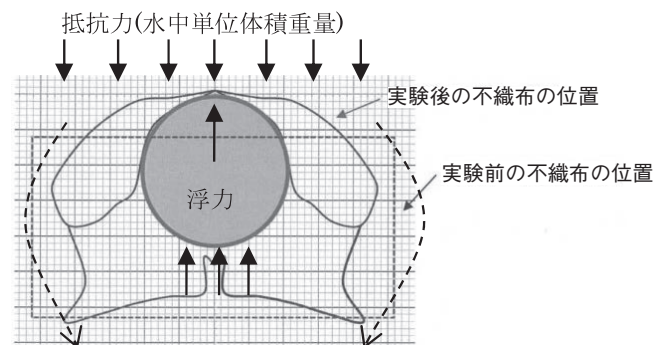 抵抗力(水中単位体積重量)
実験後の不織布の位置
実験前の不織布の位置
浮力